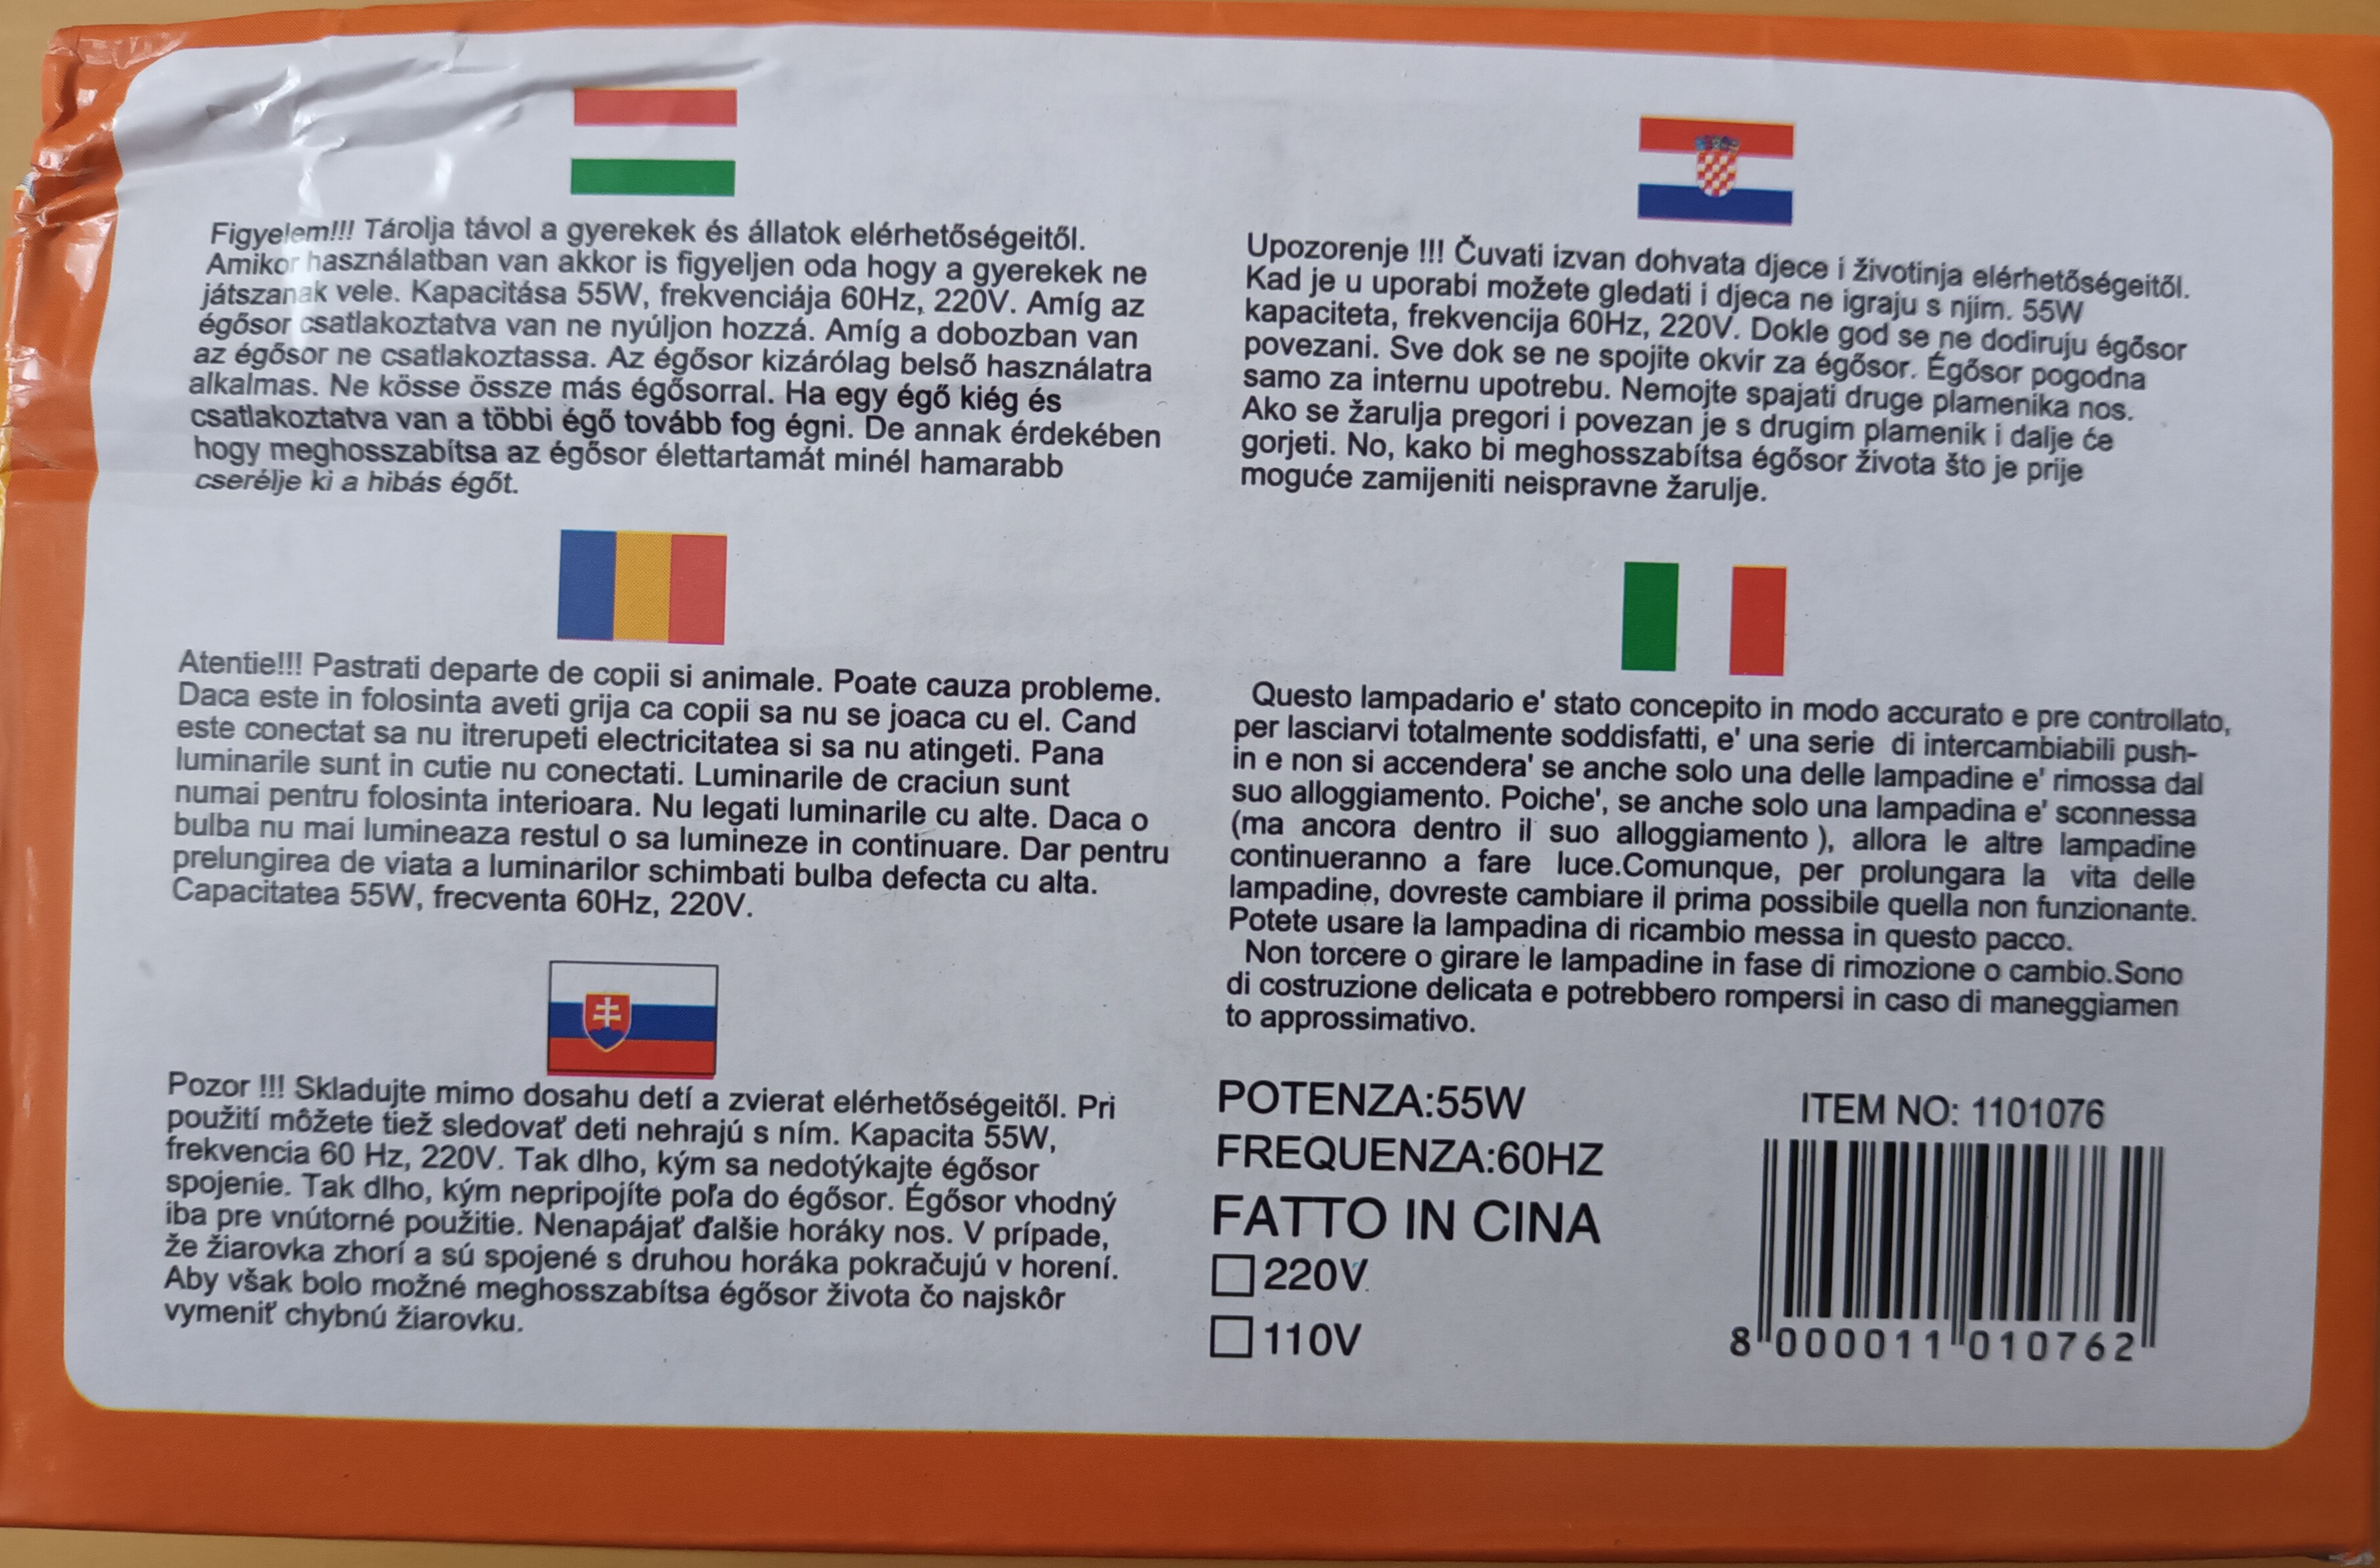 Figyelem!!! Tárolja távol a gyerekek és állatok elérhetőségeitől.
Amikor használatban van akkor is figyeljen oda hogy a gyerekek ne
játszanak vele. Kapacitása 55W, frekvenciája 60Hz, 220V. Amíg az
égősor csatlakoztatva van ne nyúljon hozzá. Amíg a dobozban van
az égősor ne csatlakoztassa. Az égősor kizárólag belső használatra
alkalmas. Ne kösse össze más égősorral. Ha egy égő kiég és
csatlakoztatva van a többi égő tovább fog égni. De annak érdekében
hogy meghosszabítsa az égősor élettartamát minél hamarabb
cserélje ki a hibás égőt.
Atentie!!! Pastrati departe de copii si animale. Poate cauza probleme.
Daca este in folosinta aveti grija ca copii sa nu se joaca cu el. Cand
este conectat sa nu itrerupeti electricitatea si sa nu atingeti. Pana
luminarile sunt in cutie nu conectati. Luminarile de craciun sunt
numai pentru folosinta interioara. Nu legati luminarile cu alte. Daca o
bulba nu mai lumineaza restul o sa lumineze in continuare. Dar pentru
prelungirea de viata a luminarilor schimbati bulba defecta cu alta.
Capacitatea 55W, frecventa 60Hz, 220V.
Pozor !!! Skladujte mimo dosahu detí a zvierat elérhetőségeitől. Pri
použití môžete tiež sledovať deti nehrajú s ním. Kapacita 55W,
frekvencia 60 Hz, 220V. Tak dlho, kým sa nedotýkajte égősor
spojenie. Tak dlho, kým nepripojíte poľa do égősor. Égősor vhodný
iba pre vnútorné použitie. Nenapájať ďalšie horáky nos. V prípade,
že žiarovka zhorí a sú spojené s druhou horáka pokračujú v horení.
Aby však bolo možné meghosszabítsa égősor života čo najskôr
vymeniť chybnú žiarovku.
Upozorenje !!! Čuvati izvan dohvata djece i životinja elérhetőségeitől.
Kad je u uporabi možete gledati i djeca ne igraju s njim. 55W
kapaciteta, frekvencija 60Hz, 220V. Dokle god se ne dodiruju égősor
povezani. Sve dok se ne spojite okvir za égősor. Égősor pogodna
samo za internu upotrebu. Nemojte spajati druge plamenika nos.
Ako se žarulja pregori i povezan je s drugim plamenik i dalje će
gorjeti. No, kako bi meghosszabítsa égősor života što je prije
moguće zamijeniti neispravne žarulje.
Questo lampadario e' stato concepito in modo accurato e pre controllato,
per lasciarvi totalmente soddisfatti, e' una serie di intercambiabili push-
in e non si accendera' se anche solo una delle lampadine e' rimossa dal
suo alloggiamento. Poiche', se anche solo una lampadina e' sconnessa
(ma ancora dentro il suo alloggiamento ), allora le altre lampadine
continueranno a fare luce.Comunque, per prolungara la vita delle
lampadine, dovreste cambiare il prima possibile quella non funzionante.
Potete usare la lampadina di ricambio messa in questo pacco.
Non torcere o girare le lampadine in fase di rimozione o cambio.Sono
di costruzione delicata e potrebbero rompersi in caso di maneggiamen
to approssimativo.
POTENZA:55W
FREQUENZA:60HZ
FATTO IN CINA
220V
110V
ITEM NO: 1101076
8 000011 010762